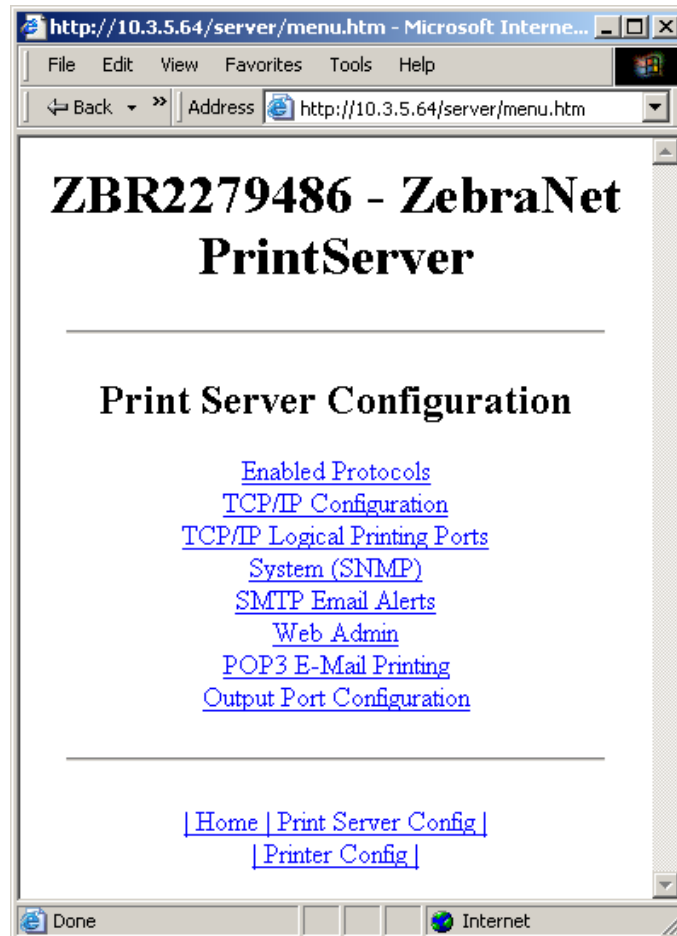 http://10.3.5.64/server/menu.htm - Microsoft Interne...
File Edit View Favorites Tools Help
Back » Address http://10.3.5.64/server/menu.htm
ZBR2279486 - ZebraNet
PrintServer
Print Server Configuration
Enabled Protocols
TCP/IP Configuration
TCP/IP Logical Printing Ports
System (SNMP)
SMTP Email Alerts
Web Admin
POP3 E-Mail Printing
Output Port Configuration
| Home | Print Server Config |
| Printer Config |
Done Internet